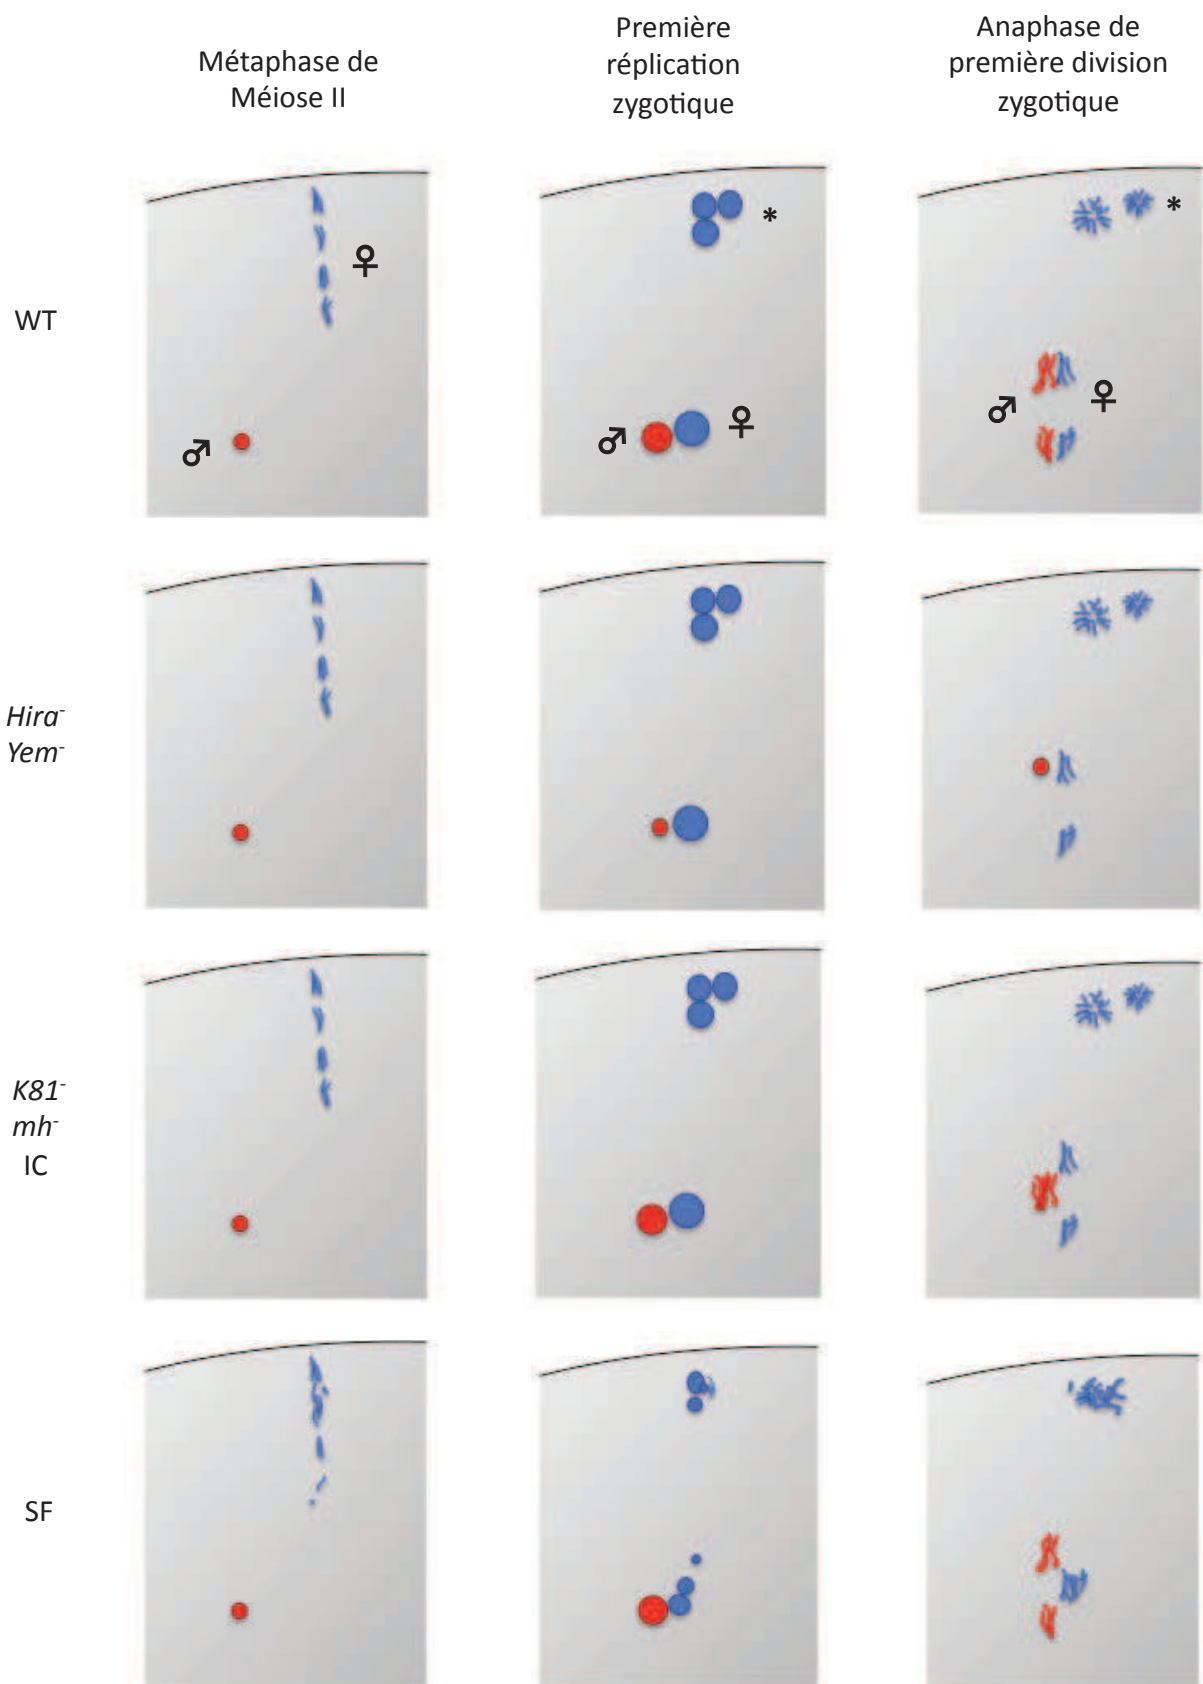 Métaphase de
Méiose II
Première
réplication
zygotique
Anaphase de
première division
zygotique
WT
♀
♂
*
♂
♀
*
♂
♀
Hira⁻
Yem⁻
K81⁻
mh⁻
IC
SF